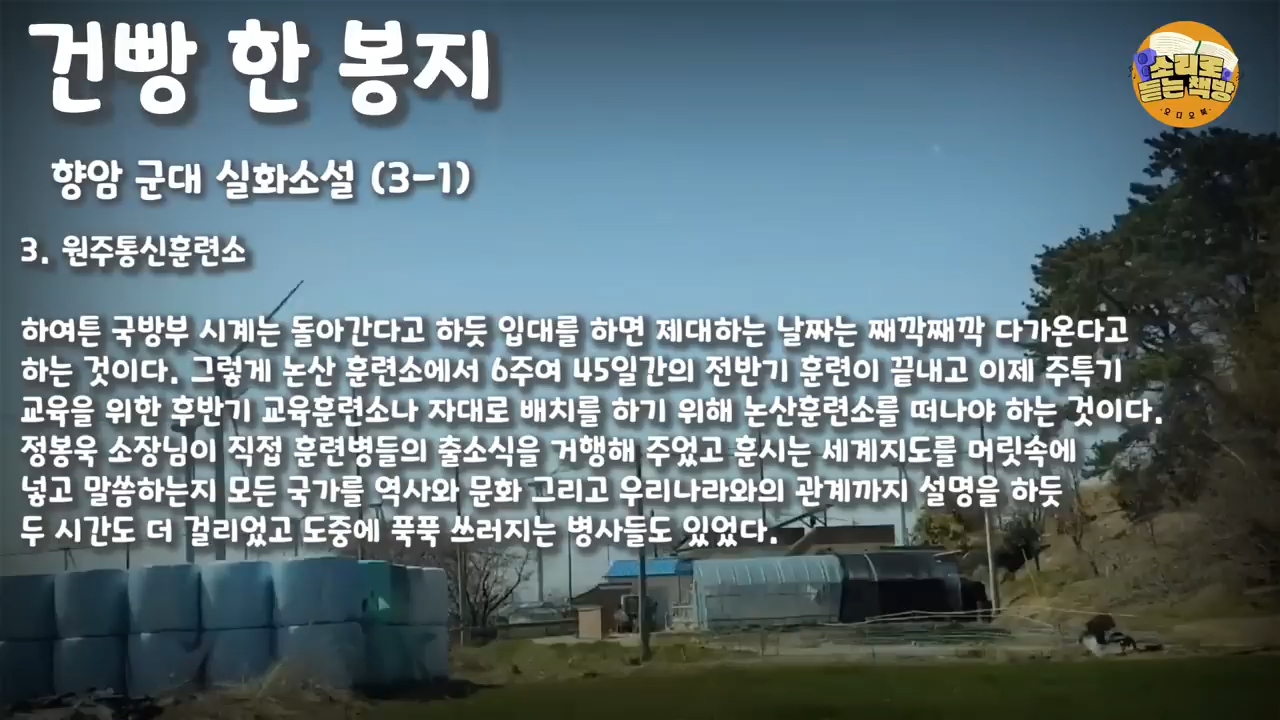 건빵 한 봉지
소리로
듣는 책방
·오디오북·
향암 군대 실화소설 (3-1)
3. 원주통신훈련소
하여튼 국방부 시계는 돌아간다고 하듯 입대를 하면 제대하는 날짜는 째깍째깍 다가온다고
하는 것이다. 그렇게 논산 훈련소에서 6주여 45일간의 전반기 훈련이 끝내고 이제 주특기
교육을 위한 후반기 교육훈련소나 자대로 배치를 하기 위해 논산훈련소를 떠나야 하는 것이다.
정봉욱 소장님이 직접 훈련병들의 출소식을 거행해 주었고 훈시는 세계지도를 머릿속에
넣고 말씀하는지 모든 국가를 역사와 문화 그리고 우리나라와의 관계까지 설명을 하듯
두 시간도 더 걸리었고 도중에 푹푹 쓰러지는 병사들도 있었다.